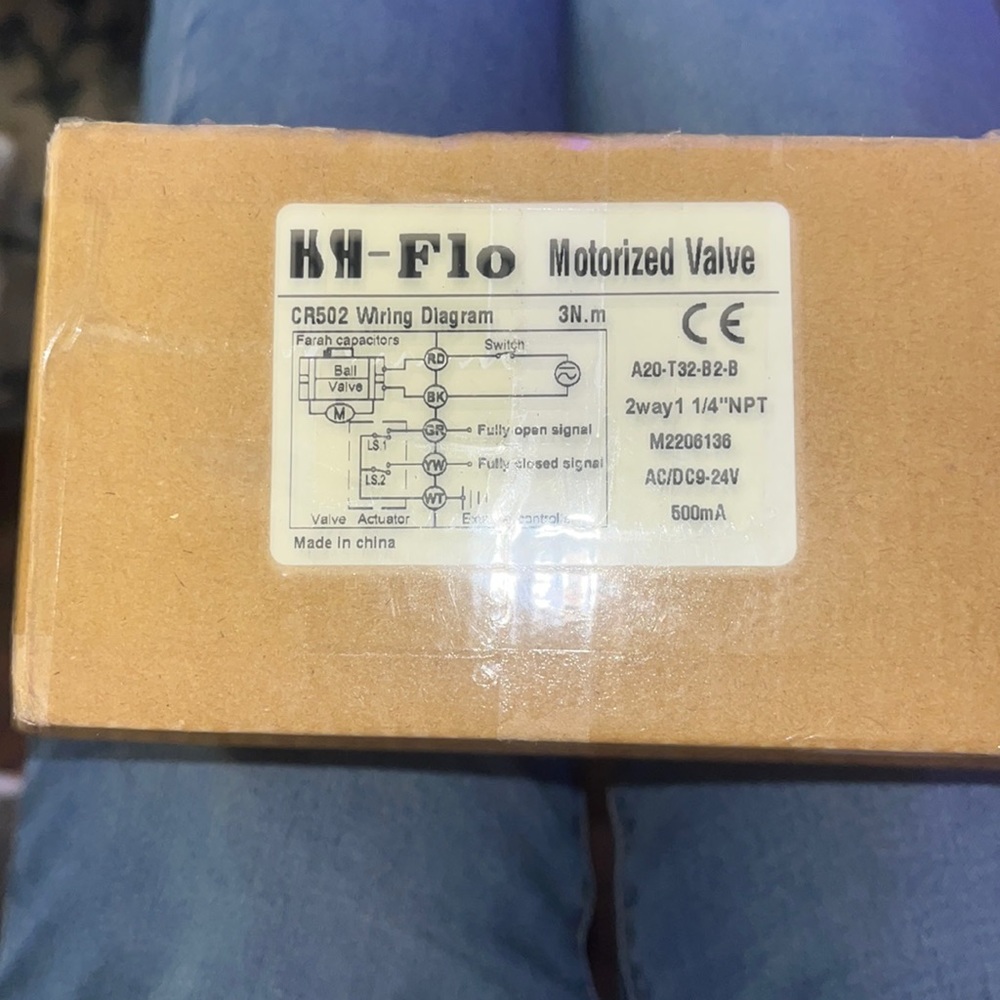 HSH-Flo Motorized Valve
CR502 Wiring Diagram 3N.m
CE
Farah capacitors
Ball
Valve
M
RD
Switch
BK
GR
Fully open signal
LS.1
YW
Fully closed signal
LS.2
WT
Valve Actuator
Made in china
A20-T32-B2-B
2way1 1/4"NPT
M2206136
AC/DC9-24V
500mA